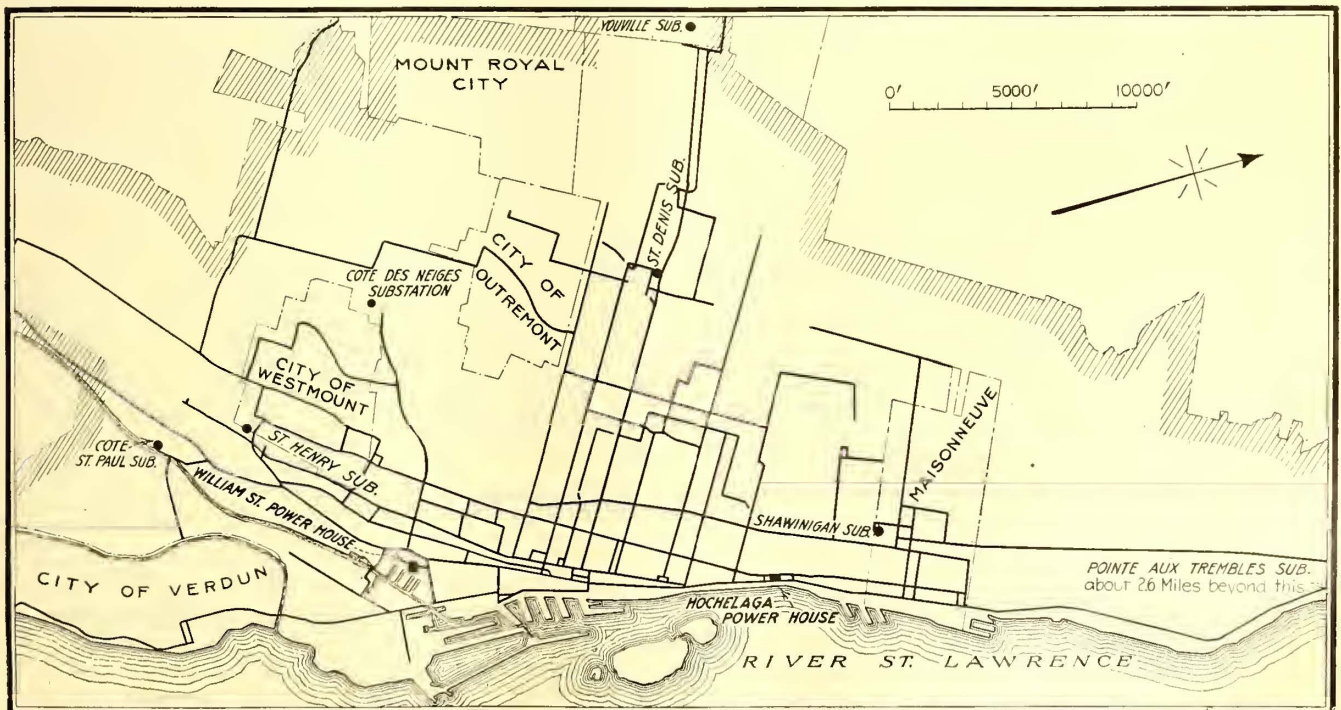 YOUVILLE SUB.
MOUNT ROYAL
CITY
0' 5000' 10000'
ST. DENIS SUB.
CITY OF
OUTREMONT
COTE DES NEIGES
SUBSTATION
CITY OF
WESTMOUNT
MAISONNEUVE
COTE
ST. PAUL SUB.
ST HENRY SUB.
WILLIAM ST. POWER HOUSE
SHAWINIGAN SUB.
POINTE AUX TREMBLES SUB.
about 2.6 Miles beyond this
CITY OF VERDUN
HOCHELAGA
POWER HOUSE
RIVER ST. LAWRENCE